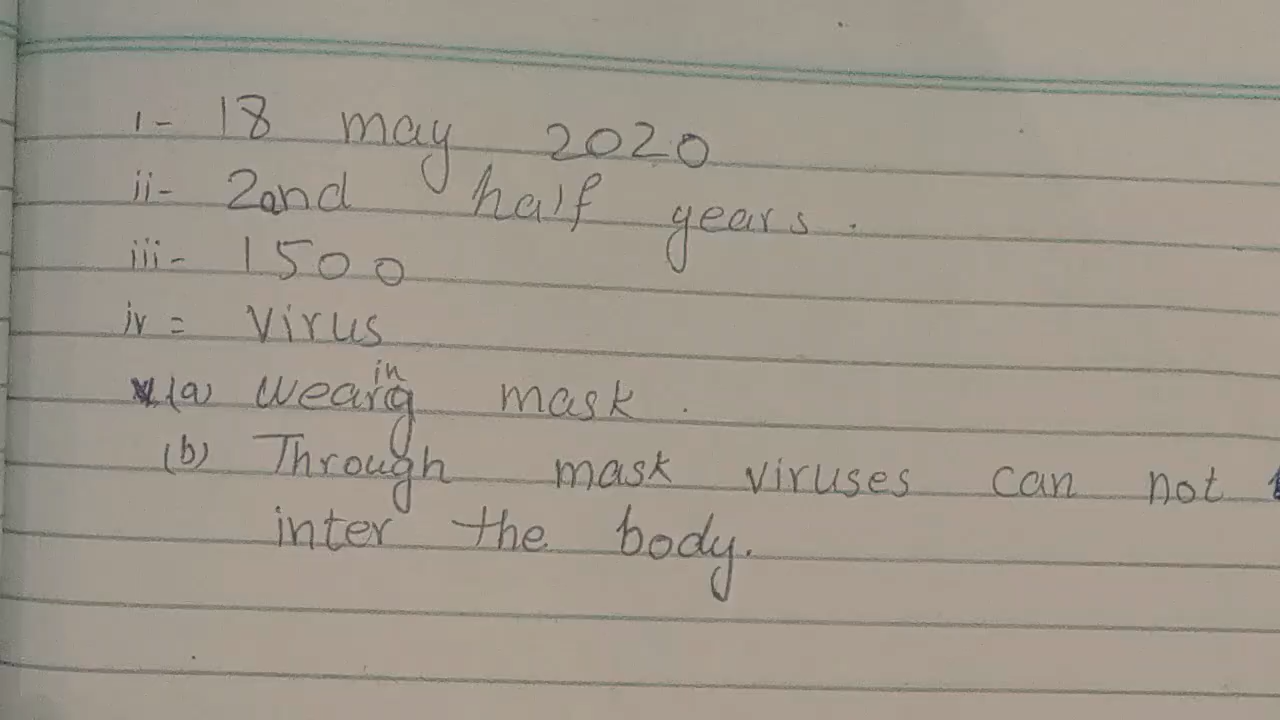 i- 18 may 2020
ii- 2and half years.
iii- 1500
iv = Virus
(a) Wearing mask.
(b) Through mask viruses can not
inter the body.